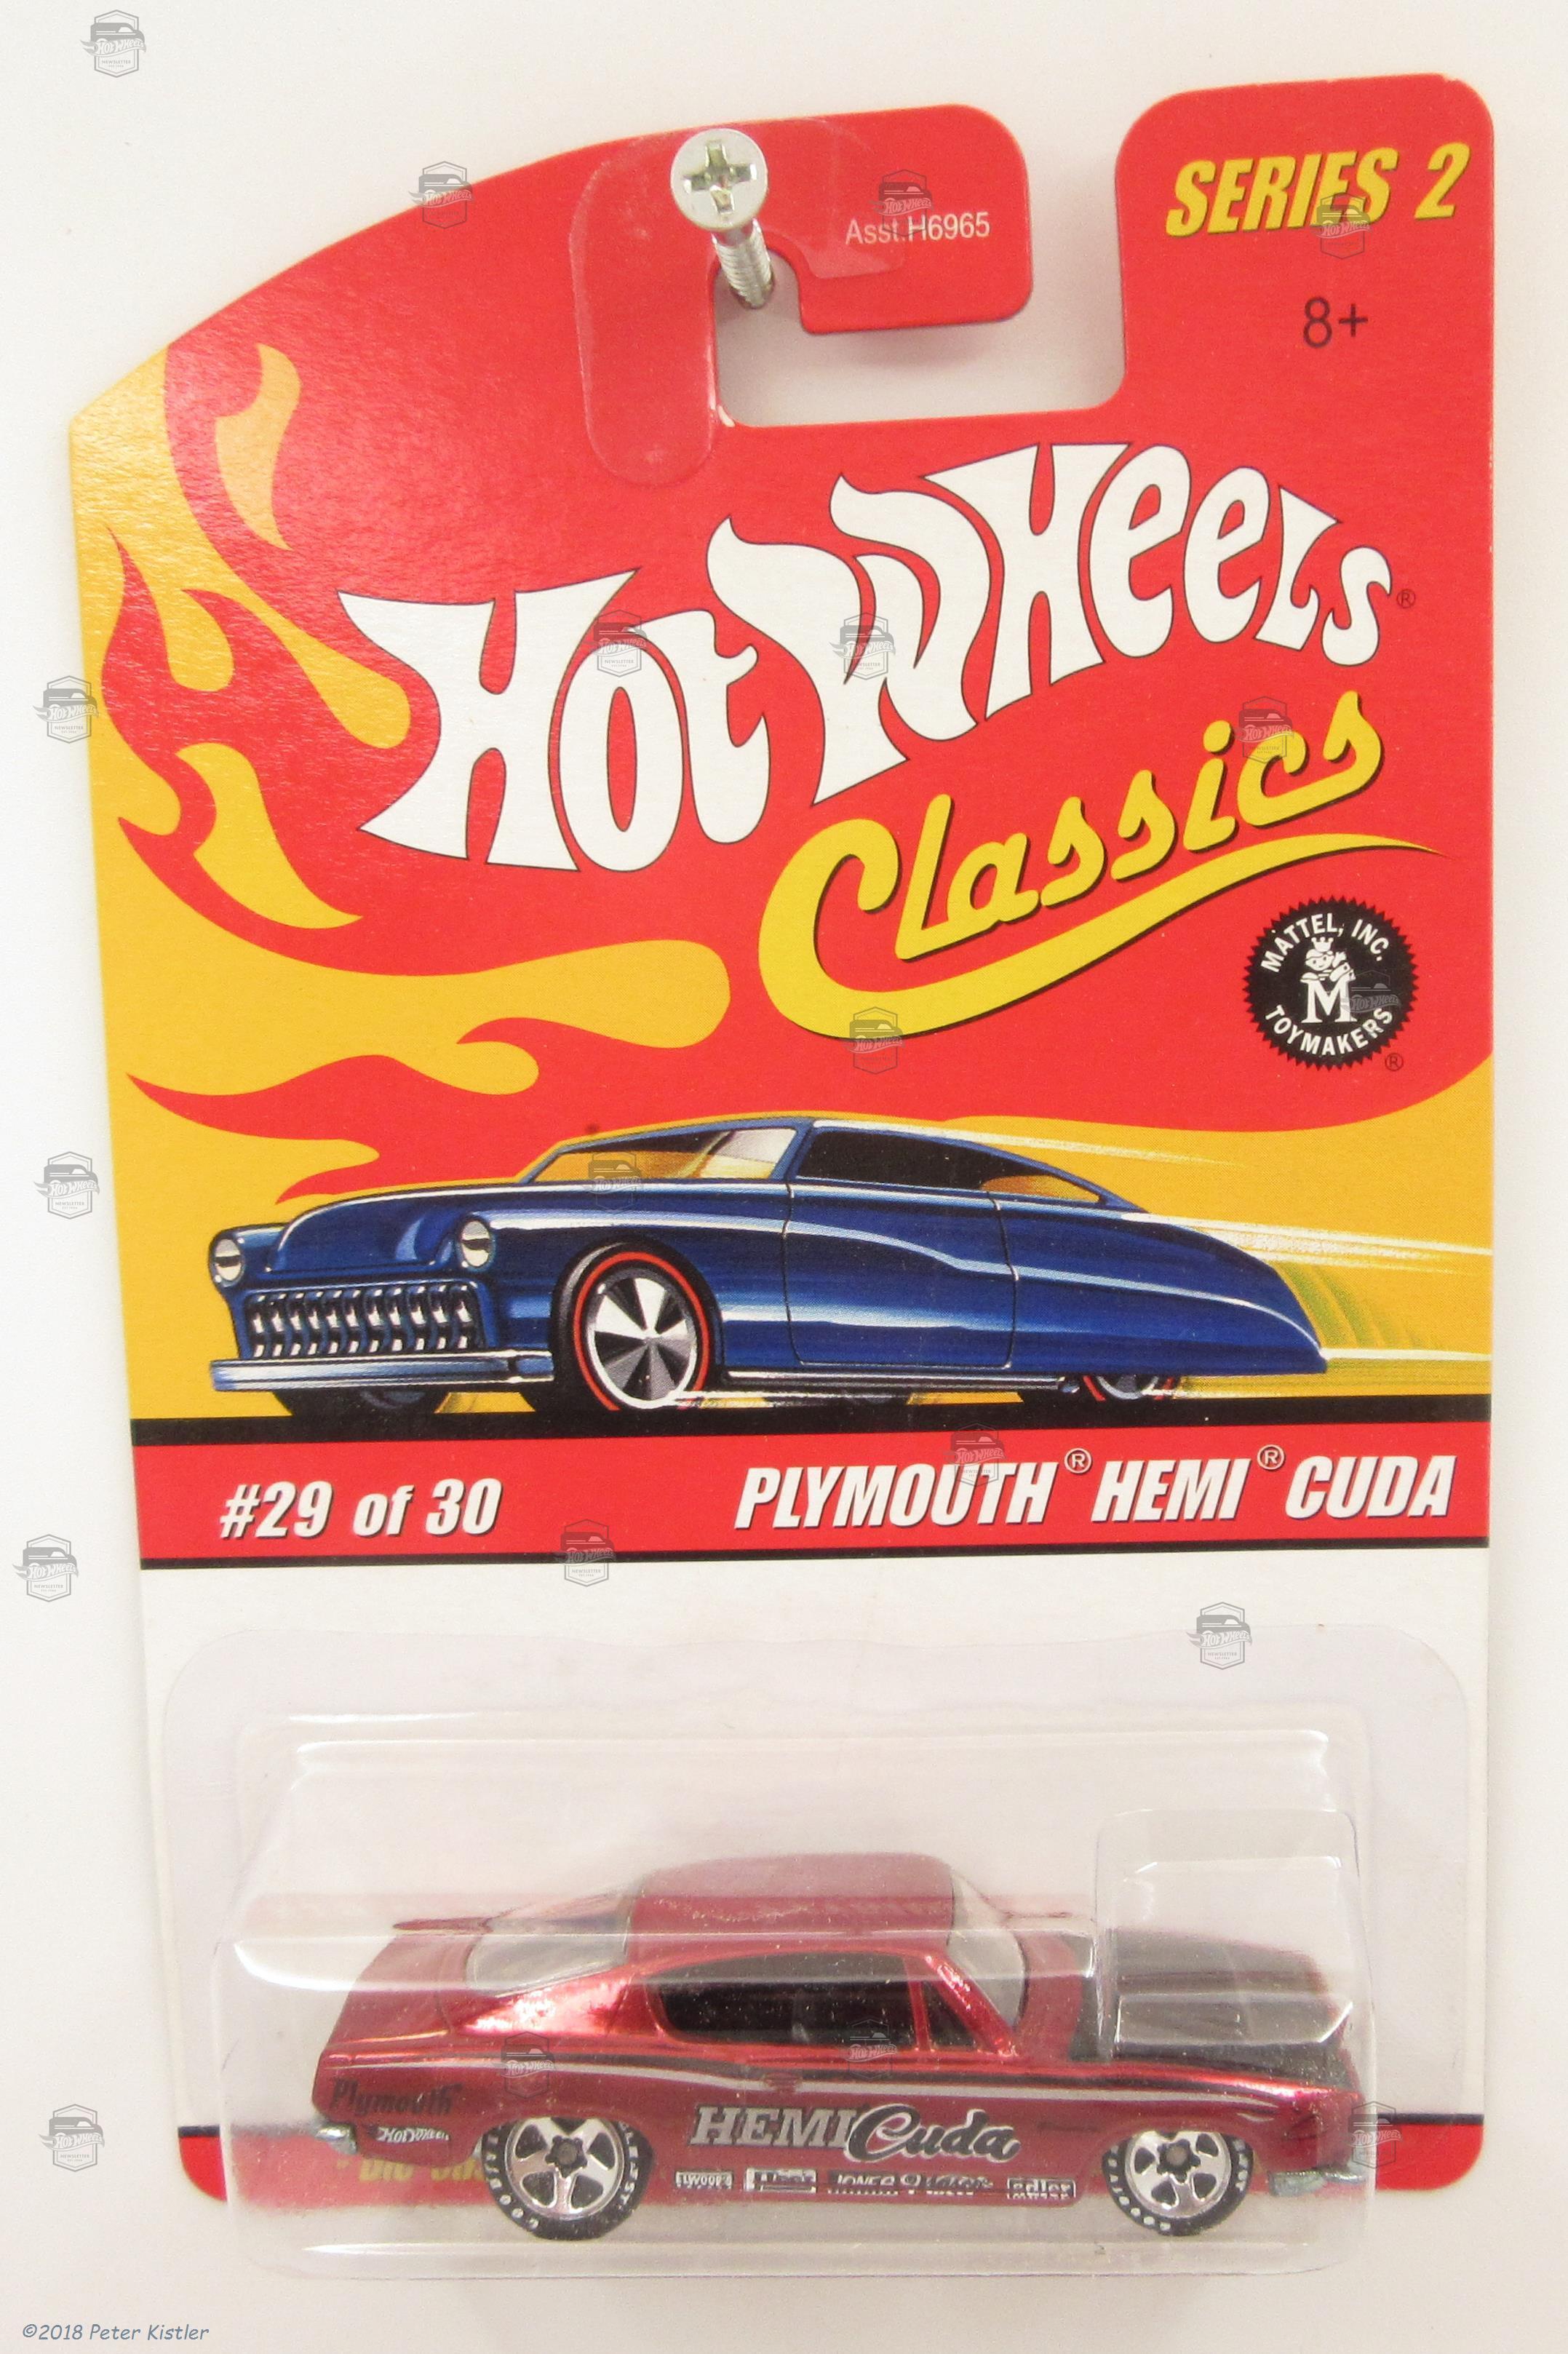 SERIES 2
Asst.H6965
8+
HOT WHEELS®
Classics
MATTEL, INC.
M
TOYMAKERS
®
#29 of 30
PLYMOUTH® HEMI® CUDA
Plymouth
HOT WHEELS
HEMI Cuda
adler
©2018 Peter Kistler